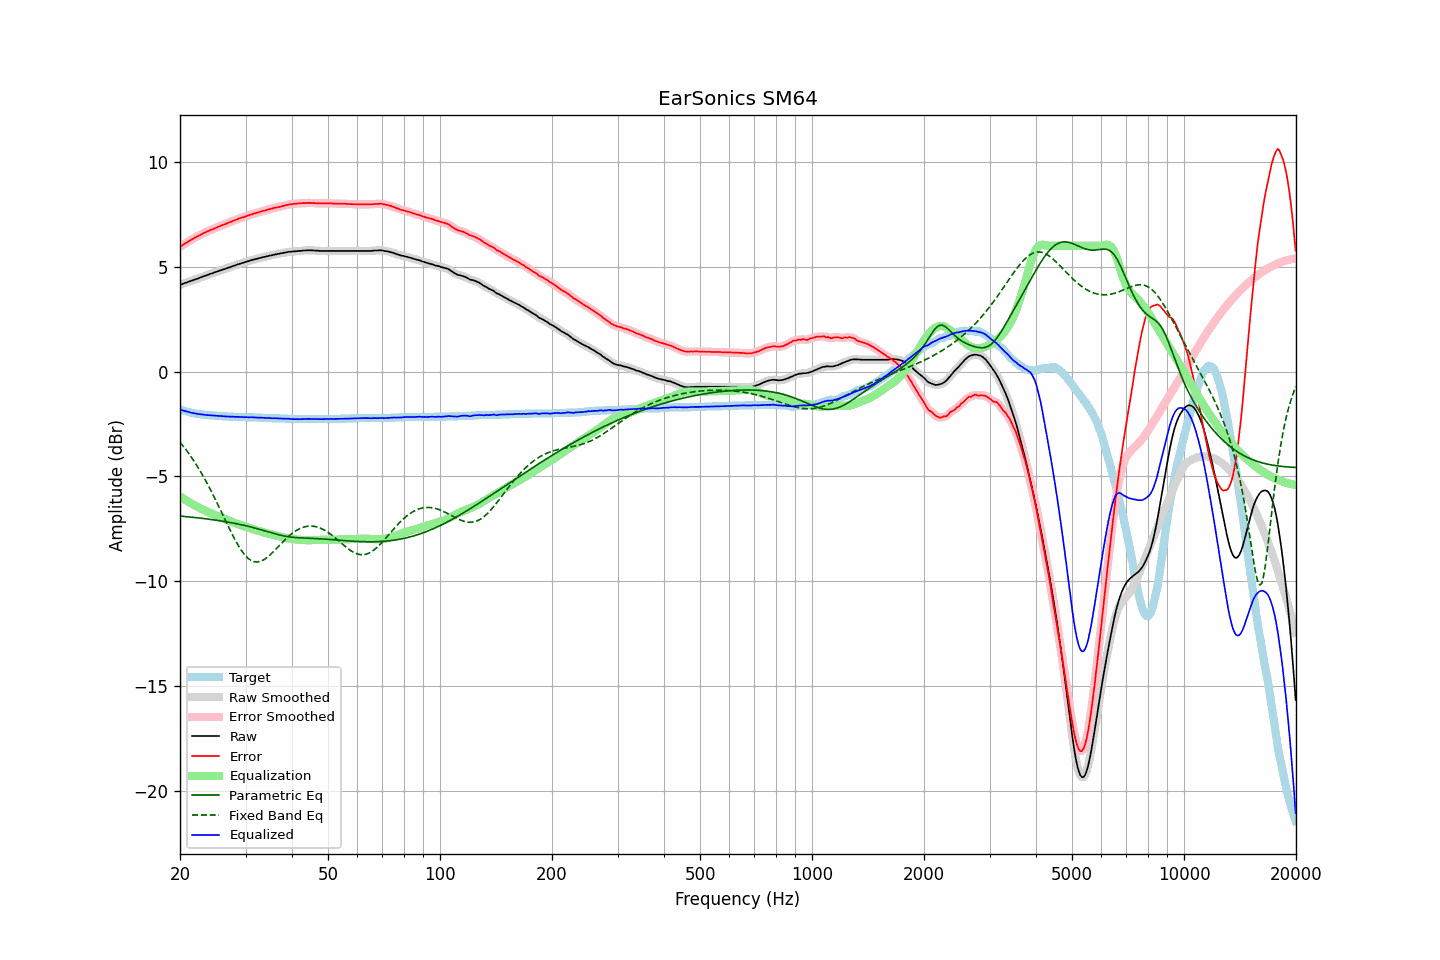 EarSonics SM64
Amplitude (dBr)
10
5
0
−5
−10
−15
−20
Target
Raw Smoothed
Error Smoothed
Raw
Error
Equalization
Parametric Eq
Fixed Band Eq
Equalized
20
50
100
200
500
1000
2000
5000
10000
20000
Frequency (Hz)